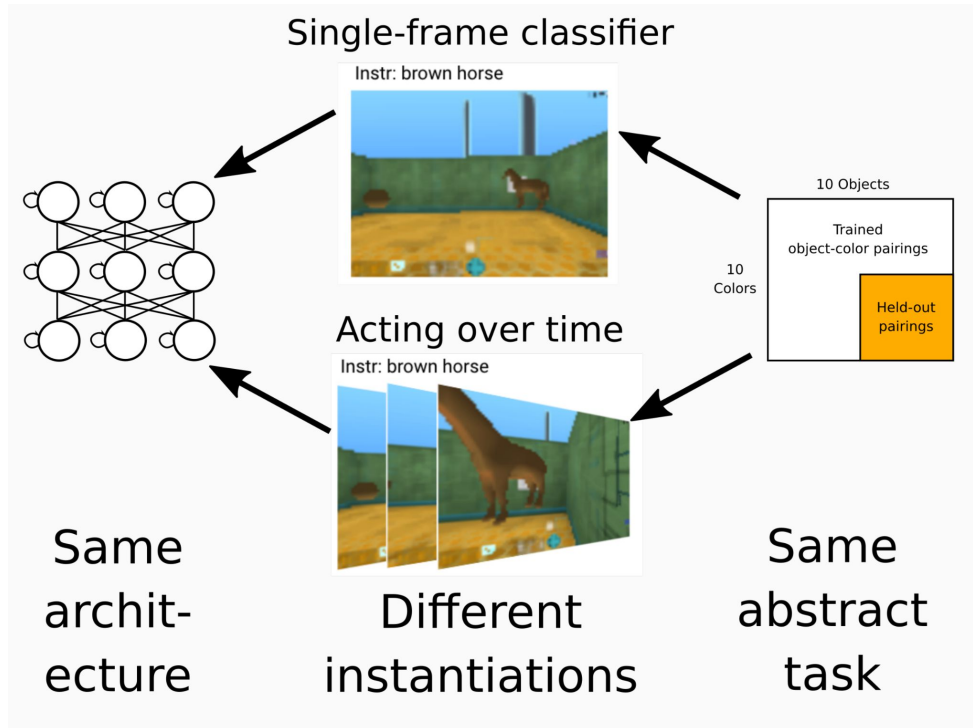 Single-frame classifier
Instr: brown horse
10 Objects
Trained
object-color pairings
10
Colors
Held-out
pairings
Acting over time
Instr: brown horse
Same
archit-
ecture
Different
instantiations
Same
abstract
task